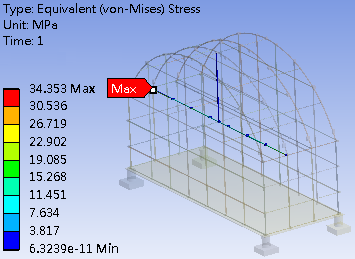 Type: Equivalent (von-Mises) Stress
Unit: MPa
Time: 1
Max
34.353 Max
30.536
26.719
22.902
19.085
15.268
11.451
7.634
3.817
6.3239e-11 Min